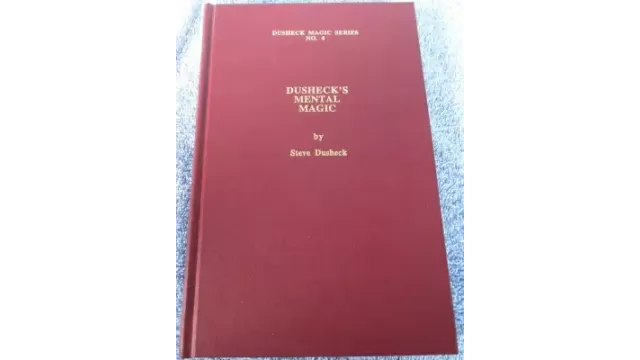 DUSHECK MAGIC SERIES
NO. 4
DUSHECK'S
MENTAL
MAGIC
by
Steve Dusheck